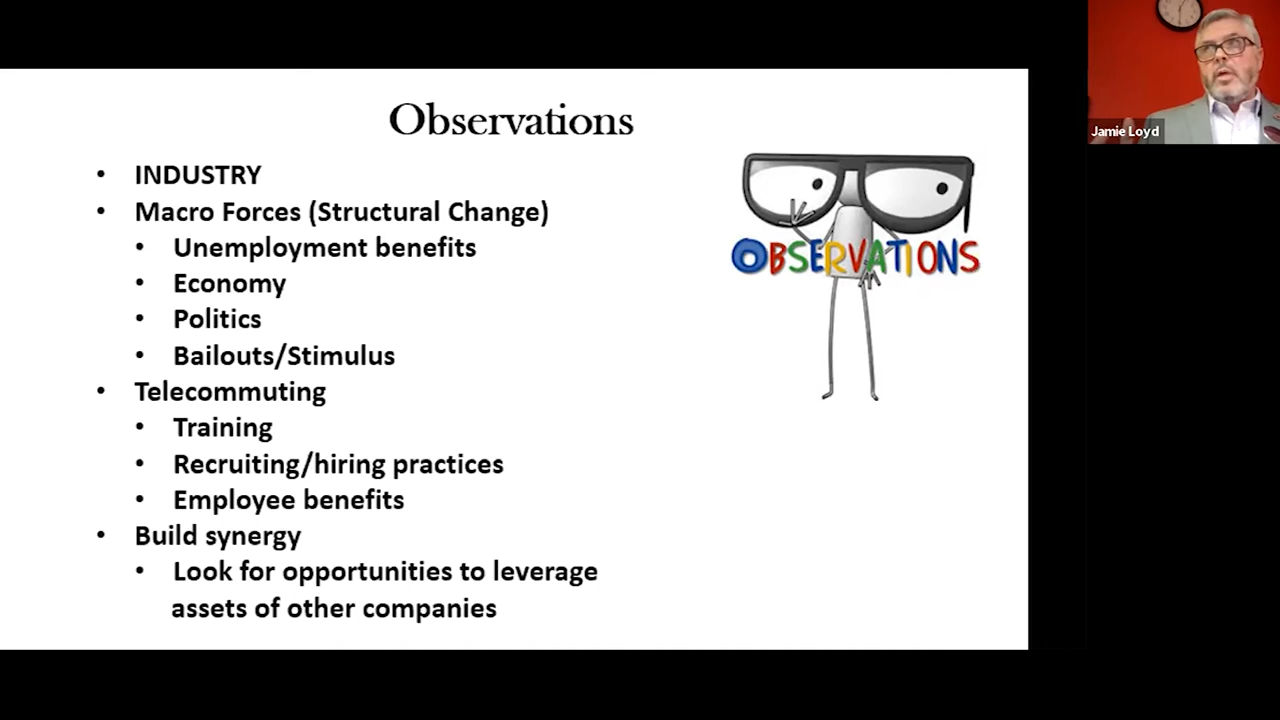 Observations
• INDUSTRY
• Macro Forces (Structural Change)
• Unemployment benefits
• Economy
• Politics
• Bailouts/Stimulus
• Telecommuting
• Training
• Recruiting/hiring practices
• Employee benefits
• Build synergy
• Look for opportunities to leverage
assets of other companies
OBSERVATIONS
Jamie Loyd